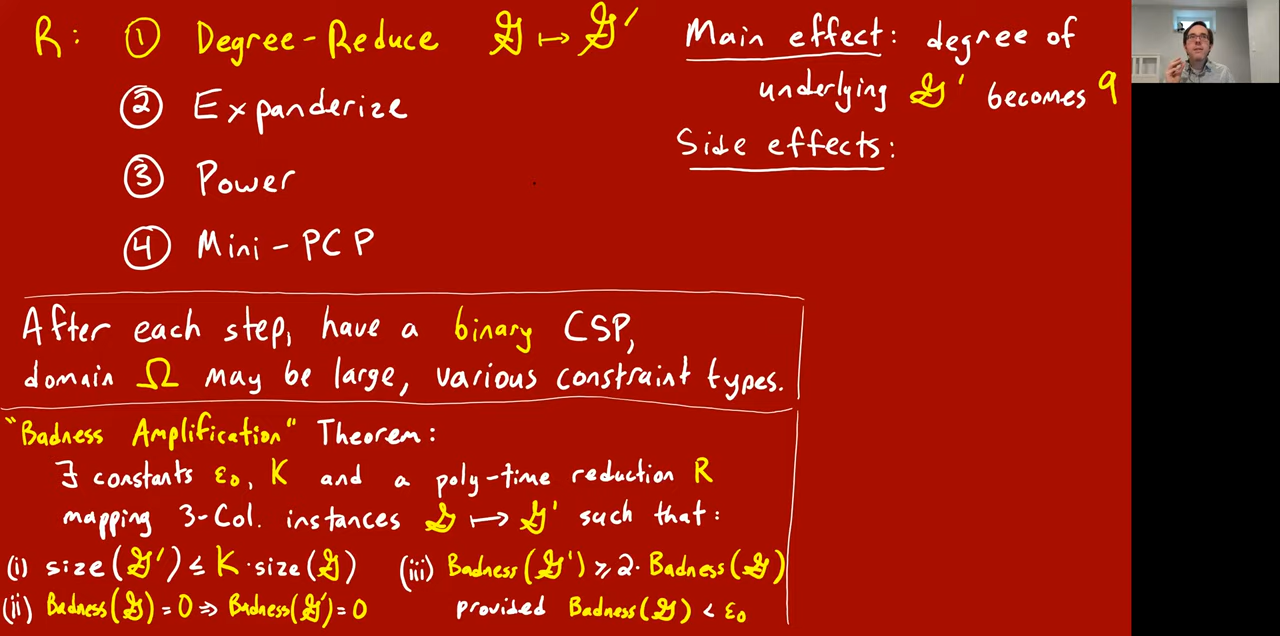 R: ① Degree-Reduce 𝒢 ↦ 𝒢′
② Expanderize
③ Power
④ Mini-PCP
Main effect: degree of
underlying 𝒢′ becomes 9
Side effects:
After each step, have a binary CSP,
domain Ω may be large, various constraint types.
"Badness Amplification" Theorem:
∃ constants ε₀, K and a poly-time reduction R
mapping 3-Col. instances 𝒢 ↦ 𝒢′ such that:
(i) size(𝒢′) ≤ K·size(𝒢)
(ii) Badness(𝒢)=0 ⇒ Badness(𝒢′)=0
(iii) Badness(𝒢′) ≥ 2·Badness(𝒢)
provided Badness(𝒢) < ε₀